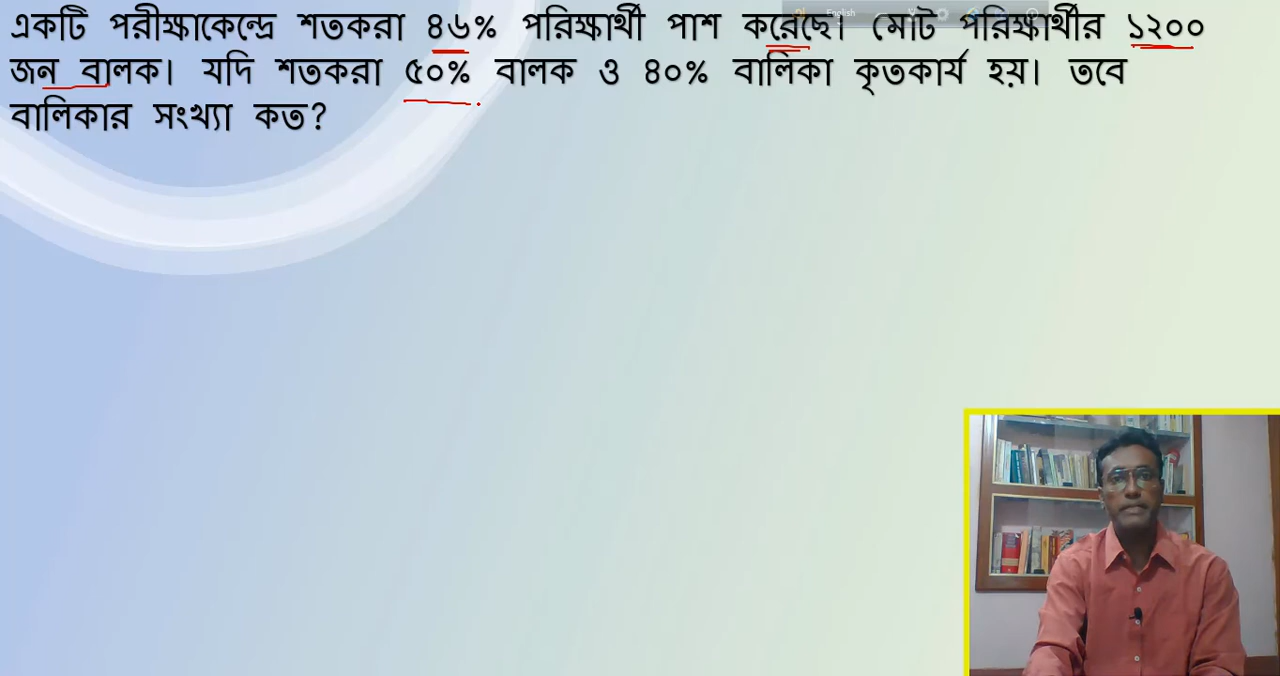 একটি পরীক্ষাকেন্দ্রে শতকরা ৪৬% পরিক্ষার্থী পাশ করেছে। মোট পরিক্ষার্থীর ১২০০
জন বালক। যদি শতকরা ৫০% বালক ও ৪০% বালিকা কৃতকার্য হয়। তবে
বালিকার সংখ্যা কত?
English